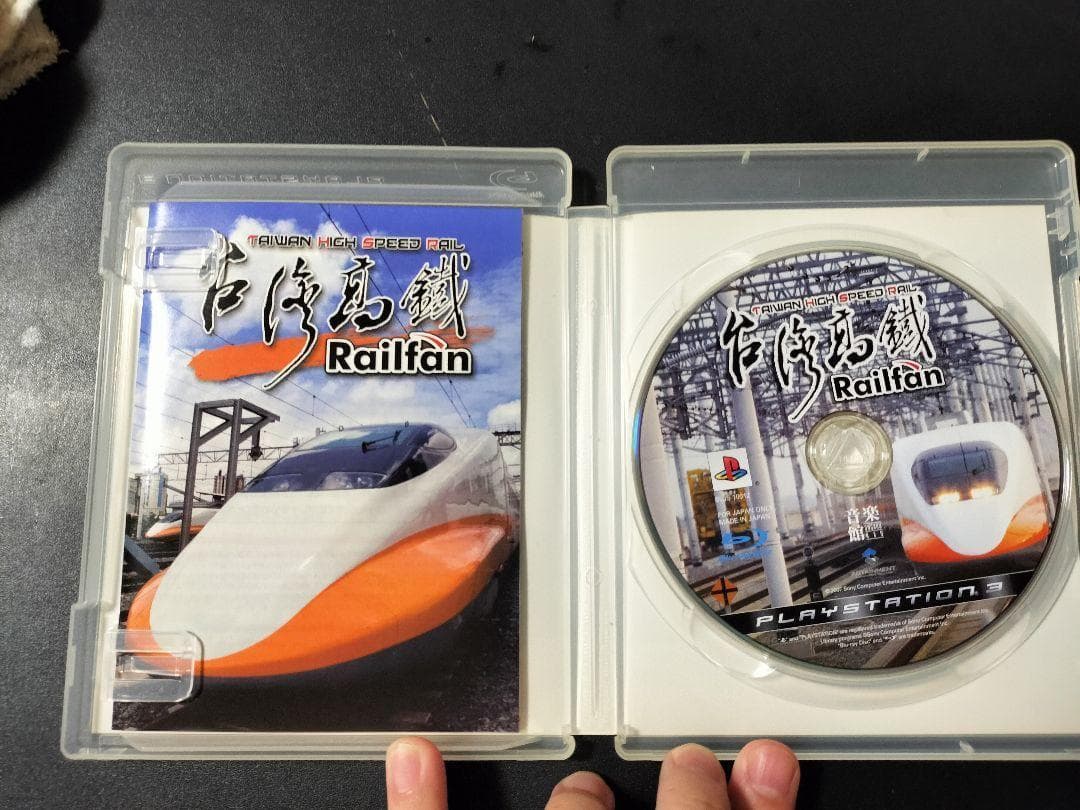 TAIWAN HIGH SPEED RAIL
台灣高鐵
Railfan
TAIWAN HIGH SPEED RAIL
台灣高鐵
Railfan
FOR JAPAN ONLY
MADE IN JAPAN
音楽館
PLAYSTATION 3